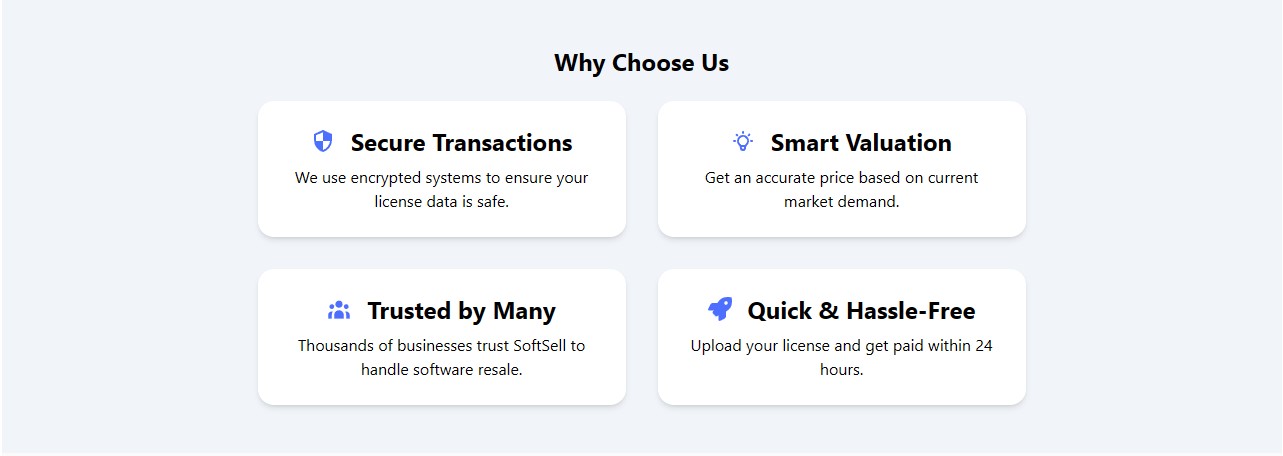 Why Choose Us
Secure Transactions
We use encrypted systems to ensure your
license data is safe.
Smart Valuation
Get an accurate price based on current
market demand.
Trusted by Many
Thousands of businesses trust SoftSell to
handle software resale.
Quick & Hassle-Free
Upload your license and get paid within 24
hours.